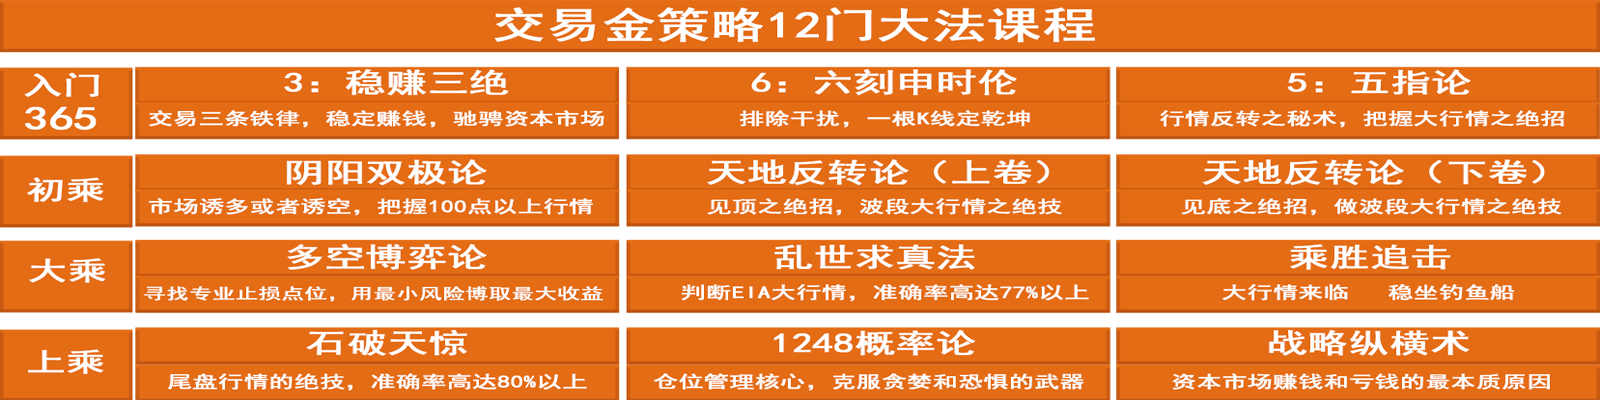 交易金策略12门大法课程
入门
365
3：稳赚三绝
交易三条铁律，稳定赚钱，驰骋资本市场
6：六刻申时伦
排除干扰，一根K线定乾坤
5：五指论
行情反转之秘术，把握大行情之绝招
初乘
阴阳双极论
市场诱多或者诱空，把握100点以上行情
天地反转论（上卷）
见顶之绝招，波段大行情之绝技
天地反转论（下卷）
见底之绝招，做波段大行情之绝技
大乘
多空博弈论
寻找专业止损点位，用最小风险博取最大收益
乱世求真法
判断EIA大行情，准确率高达77%以上
乘胜追击
大行情来临　稳坐钓鱼船
上乘
石破天惊
尾盘行情的绝技，准确率高达80%以上
1248概率论
仓位管理核心，克服贪婪和恐惧的武器
战略纵横术
资本市场赚钱和亏钱的最本质原因